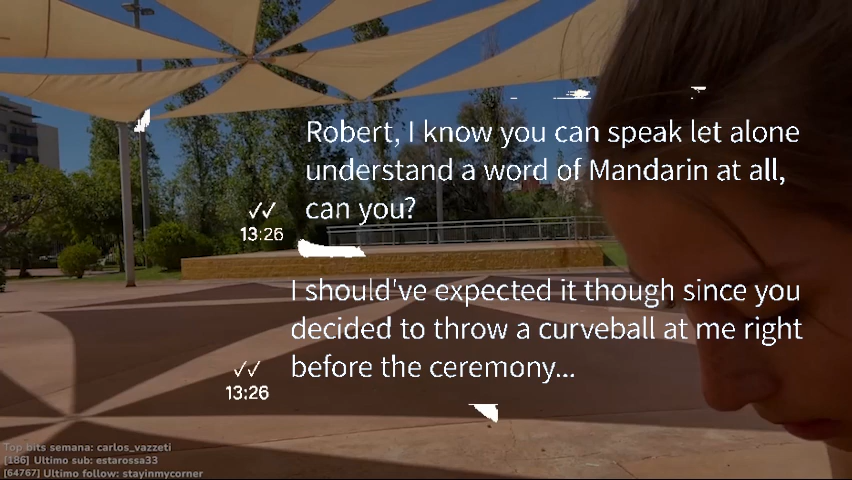 Robert, I know you can speak let alone
understand a word of Mandarin at all,
can you?
13:26
I should've expected it though since you
decided to throw a curveball at me right
before the ceremony...
13:26
Top bits semana: carlos_vazzeti
[186] Ultimo sub: estarossa33
[64767] Ultimo follow: stayinmycorner